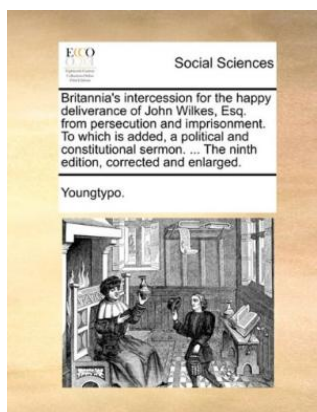 ECCO
Social Sciences
Britannia's intercession for the happy
deliverance of John Wilkes, Esq.
from persecution and imprisonment.
To which is added, a political and
constitutional sermon. ... The ninth
edition, corrected and enlarged.
Youngtypo.